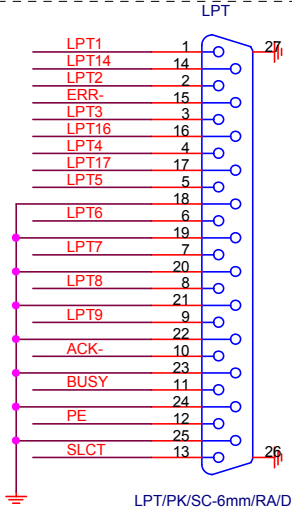 LPT
LPT1 1 27
LPT14 14
LPT2 2
ERR- 15
LPT3 3
LPT16 16
LPT4 4
LPT17 17
LPT5 5
18
LPT6 6
19
LPT7 7
20
LPT8 8
21
LPT9 9
22
ACK- 10
23
BUSY 11
24
PE 12
25
SLCT 13 26
LPT/PK/SC-6mm/RA/D